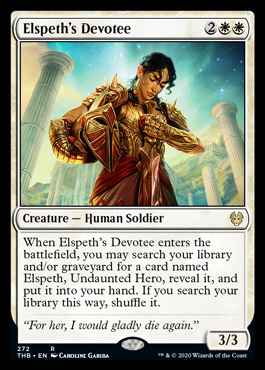 Elspeth's Devotee 2
Creature — Human Soldier
When Elspeth's Devotee enters the
battlefield, you may search your library
and/or graveyard for a card named
Elspeth, Undaunted Hero, reveal it, and
put it into your hand. If you search your
library this way, shuffle it.
"For her, I would gladly die again."
3/3
272 R
THB • EN Caroline Gariba
™ & © 2020 Wizards of the Coast